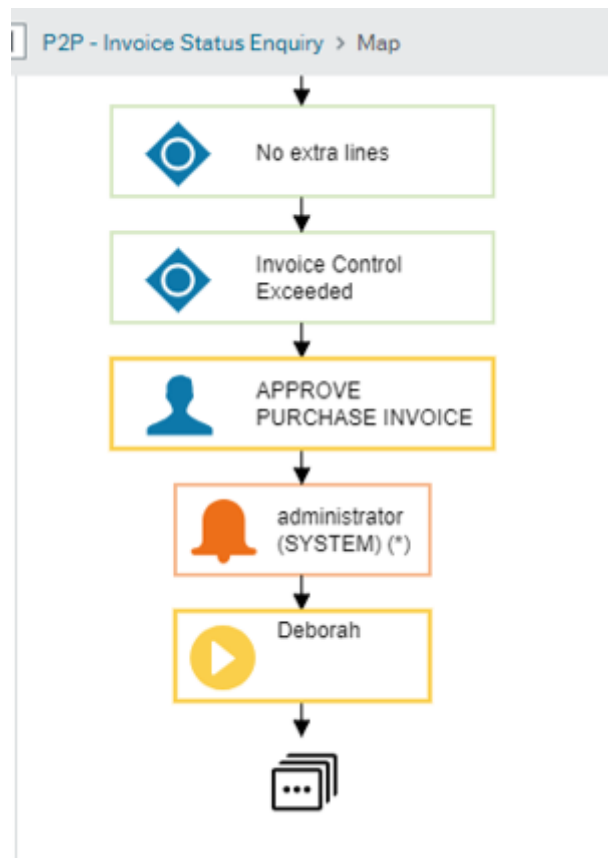 P2P - Invoice Status Enquiry > Map
No extra lines
Invoice Control
Exceeded
APPROVE
PURCHASE INVOICE
administrator
(SYSTEM) (*)
Deborah